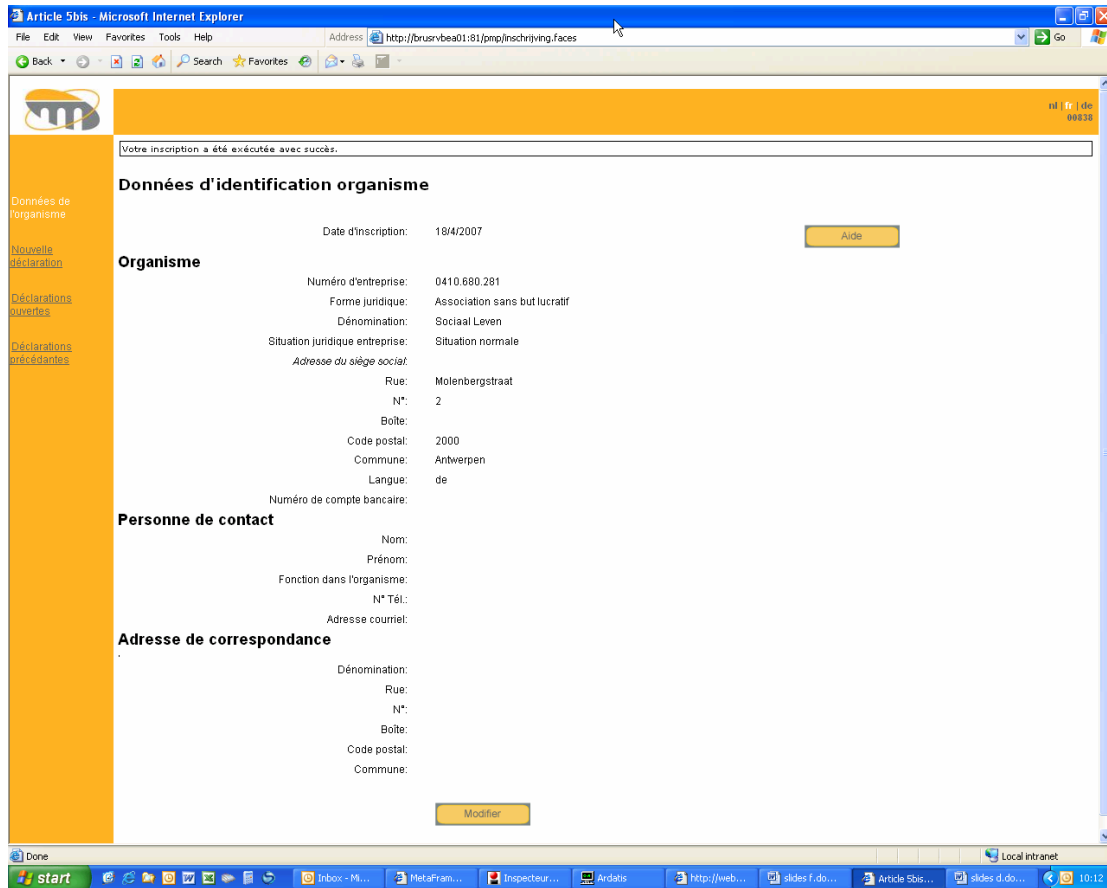 Article 5bis - Microsoft Internet Explorer
File Edit View Favorites Tools Help Address http://brusrvbea01:81/pmp/inschrijving.faces Go
Back Search Favorites
nl | fr | de
00838
Votre inscription a été exécutée avec succès.
Données d'identification organisme
Données de
l'organisme
Nouvelle
déclaration
Déclarations
ouvertes
Déclarations
précédantes
Date d'inscription: 18/4/2007
Aide
Organisme
Numéro d'entreprise: 0410.680.281
Forme juridique: Association sans but lucratif
Dénomination: Sociaal Leven
Situation juridique entreprise: Situation normale
Adresse du siège social:
Rue: Molenbergstraat
N°: 2
Boîte:
Code postal: 2000
Commune: Antwerpen
Langue: de
Numéro de compte bancaire:
Personne de contact
Nom:
Prénom:
Fonction dans l'organisme:
N° Tél.:
Adresse courriel:
Adresse de correspondance
.
Dénomination:
Rue:
N°:
Boîte:
Code postal:
Commune:
Modifier
Done Local intranet
start Inbox - Mi... MetaFram... Inspecteur... Ardatis http://web... slides f.do... Article 5bis... slides d.do... 10:12